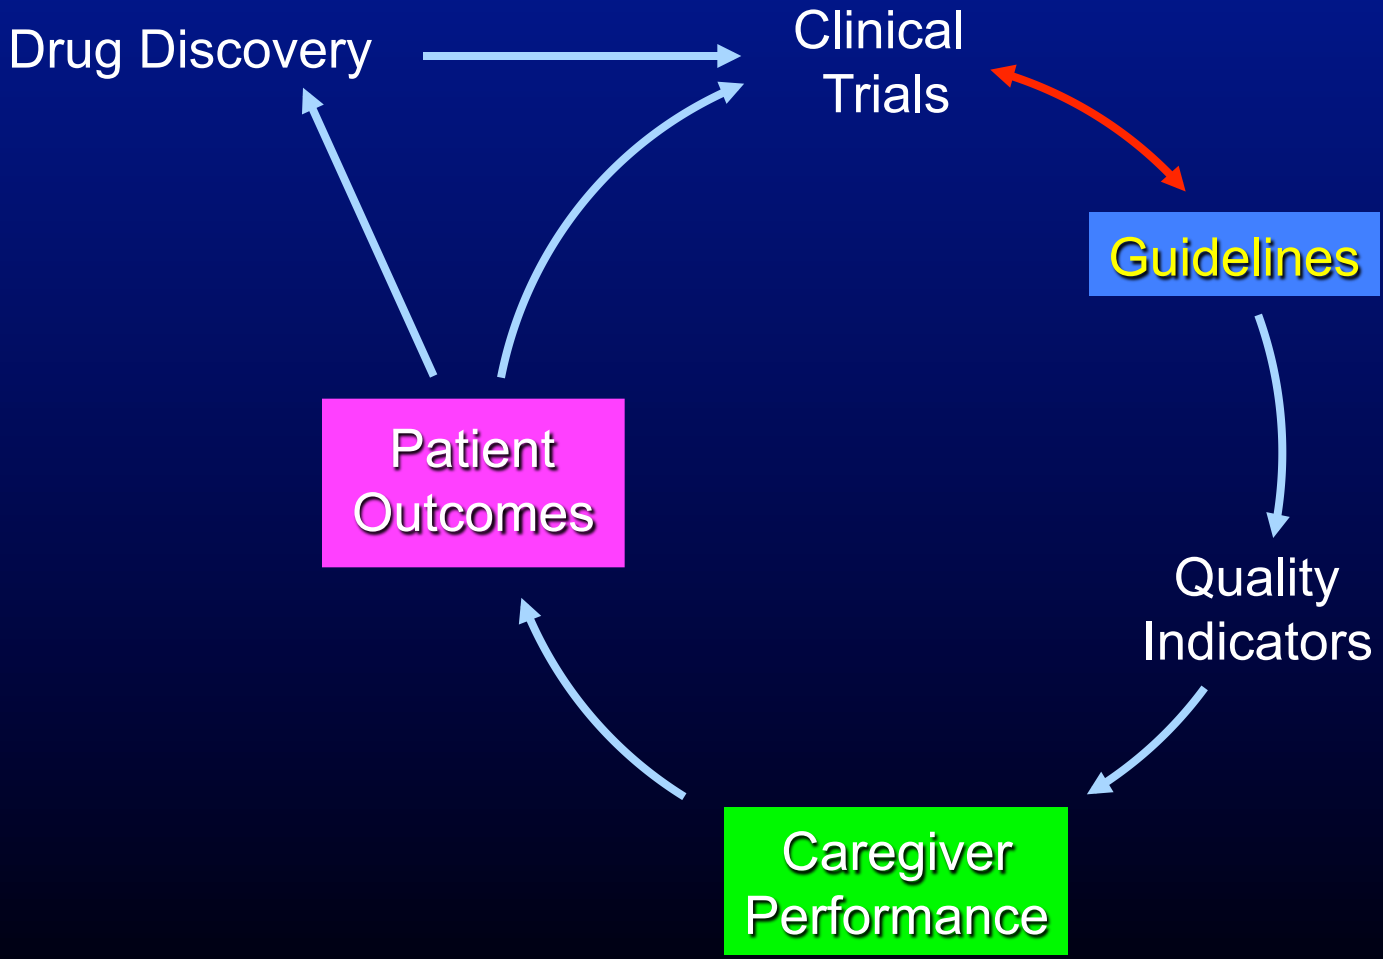 Drug Discovery
Clinical
Trials
Guidelines
Patient
Outcomes
Quality
Indicators
Caregiver
Performance